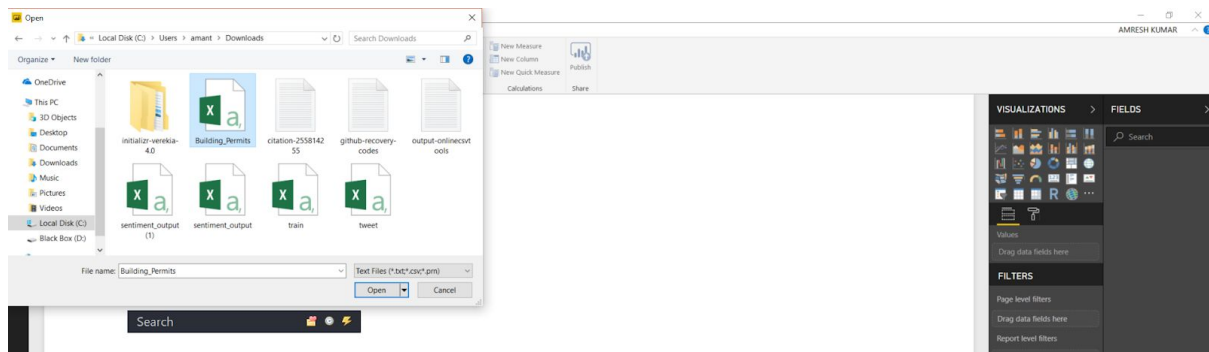 Open
AMRESH KUMAR
« Local Disk (C:) › Users › amant › Downloads
Search Downloads
Organize
New folder
OneDrive
This PC
3D Objects
Desktop
Documents
Downloads
Music
Pictures
Videos
Local Disk (C:)
Black Box (D:)
initializr-verekia-
4.0
Building_Permits
citation-2558142
55
github-recovery-
codes
output-onlinecsvt
ools
sentiment_output
(1)
sentiment_output
train
tweet
File name:
Building_Permits
Text Files (*.txt;*.csv;*.prn)
Open
Cancel
New Measure
New Column
New Quick Measure
Calculations
Publish
Share
Search
VISUALIZATIONS
R
Values
Drag data fields here
FILTERS
Page level filters
Drag data fields here
Report level filters
FIELDS
Search